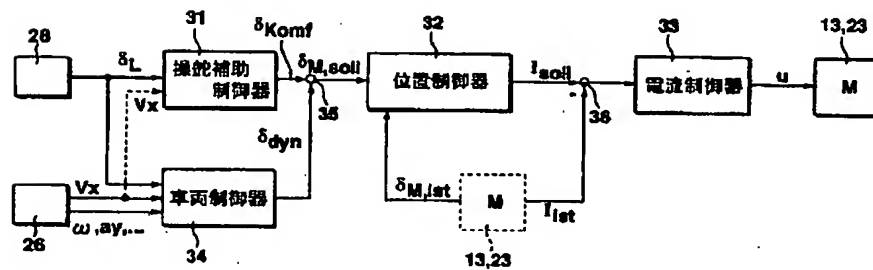 28
δL
31
操舵補助
制御器
Vx
δKomf
δM,soll
35
32
位置制御器
Isoll
-
36
33
電流制御器
u
13,23
M
δdyn
Vx
26
ω,ay,...
車両制御器
34
δM,ist
M
Iist
13,23